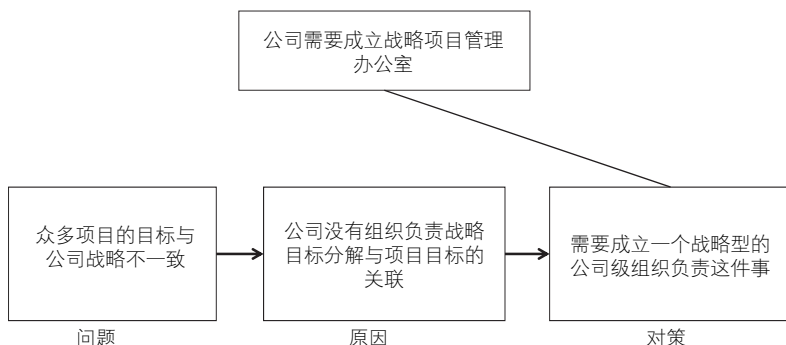 公司需要成立战略项目管理
办公室
众多项目的目标与
公司战略不一致
公司没有组织负责战略
目标分解与项目目标的
关联
需要成立一个战略型的
公司级组织负责这件事
问题
原因
对策